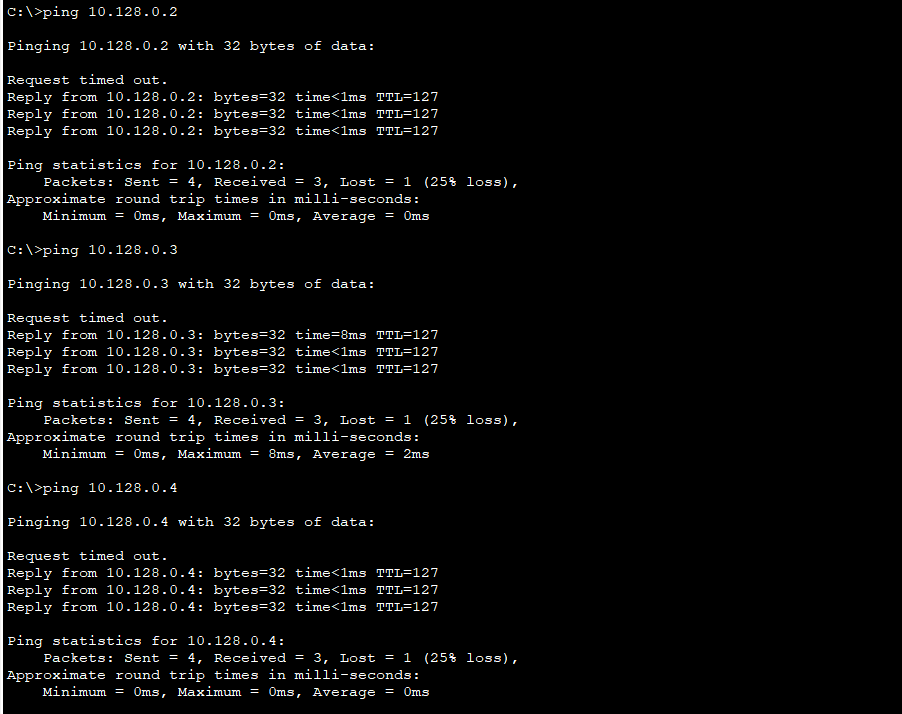 C:\>ping 10.128.0.2
Pinging 10.128.0.2 with 32 bytes of data:
Request timed out.
Reply from 10.128.0.2: bytes=32 time<1ms TTL=127
Reply from 10.128.0.2: bytes=32 time<1ms TTL=127
Reply from 10.128.0.2: bytes=32 time<1ms TTL=127
Ping statistics for 10.128.0.2:
    Packets: Sent = 4, Received = 3, Lost = 1 (25% loss),
Approximate round trip times in milli-seconds:
    Minimum = 0ms, Maximum = 0ms, Average = 0ms
C:\>ping 10.128.0.3
Pinging 10.128.0.3 with 32 bytes of data:
Request timed out.
Reply from 10.128.0.3: bytes=32 time=8ms TTL=127
Reply from 10.128.0.3: bytes=32 time<1ms TTL=127
Reply from 10.128.0.3: bytes=32 time<1ms TTL=127
Ping statistics for 10.128.0.3:
    Packets: Sent = 4, Received = 3, Lost = 1 (25% loss),
Approximate round trip times in milli-seconds:
    Minimum = 0ms, Maximum = 8ms, Average = 2ms
C:\>ping 10.128.0.4
Pinging 10.128.0.4 with 32 bytes of data:
Request timed out.
Reply from 10.128.0.4: bytes=32 time<1ms TTL=127
Reply from 10.128.0.4: bytes=32 time<1ms TTL=127
Reply from 10.128.0.4: bytes=32 time<1ms TTL=127
Ping statistics for 10.128.0.4:
    Packets: Sent = 4, Received = 3, Lost = 1 (25% loss),
Approximate round trip times in milli-seconds:
    Minimum = 0ms, Maximum = 0ms, Average = 0ms